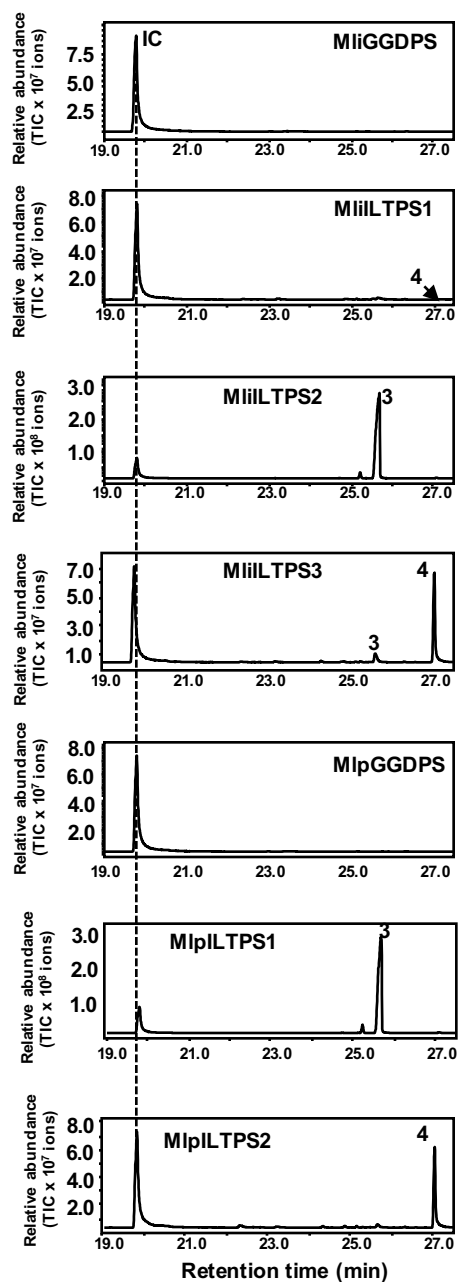 Relative abundance
(TIC x 10⁷ ions)
7.5
5.0
2.5
IC
MliGGDPS
19.0 21.0 23.0 25.0 27.0
Relative abundance
(TIC x 10⁷ ions)
8.0
6.0
4.0
2.0
MliILTPS1
4
19.0 21.0 23.0 25.0 27.0
Relative abundance
(TIC x 10⁸ ions)
3.0
2.0
1.0
MliILTPS2
3
19.0 21.0 23.0 25.0 27.0
Relative abundance
(TIC x 10⁷ ions)
7.0
5.0
3.0
1.0
MliILTPS3
3
4
19.0 21.0 23.0 25.0 27.0
Relative abundance
(TIC x 10⁷ ions)
8.0
6.0
4.0
2.0
MlpGGDPS
19.0 21.0 23.0 25.0 27.0
Relative abundance
(TIC x 10⁸ ions)
3.0
2.0
1.0
MlpILTPS1
3
19.0 21.0 23.0 25.0 27.0
Relative abundance
(TIC x 10⁷ ions)
8.0
6.0
4.0
2.0
MlpILTPS2
4
19.0 21.0 23.0 25.0 27.0
Retention time (min)